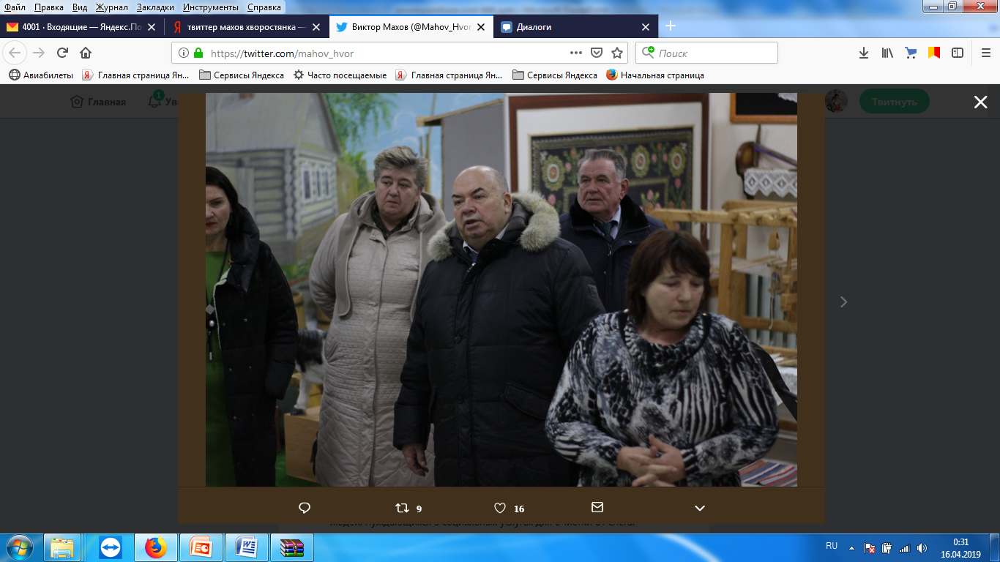 Файл Правка Вид Журнал Закладки Инструменты Справка
4001 · Входящие — Яндекс.По
твиттер махов хворостянка —
Виктор Махов (@Mahov_Hvor
Диалоги
https://twitter.com/mahov_hvor
Поиск
Авиабилеты
Главная страница Ян...
Сервисы Яндекса
Часто посещаемые
Главная страница Ян...
Сервисы Яндекса
Начальная страница
Главная
1
Ув
Твитнуть
9
16
RU
0:31
16.04.2019